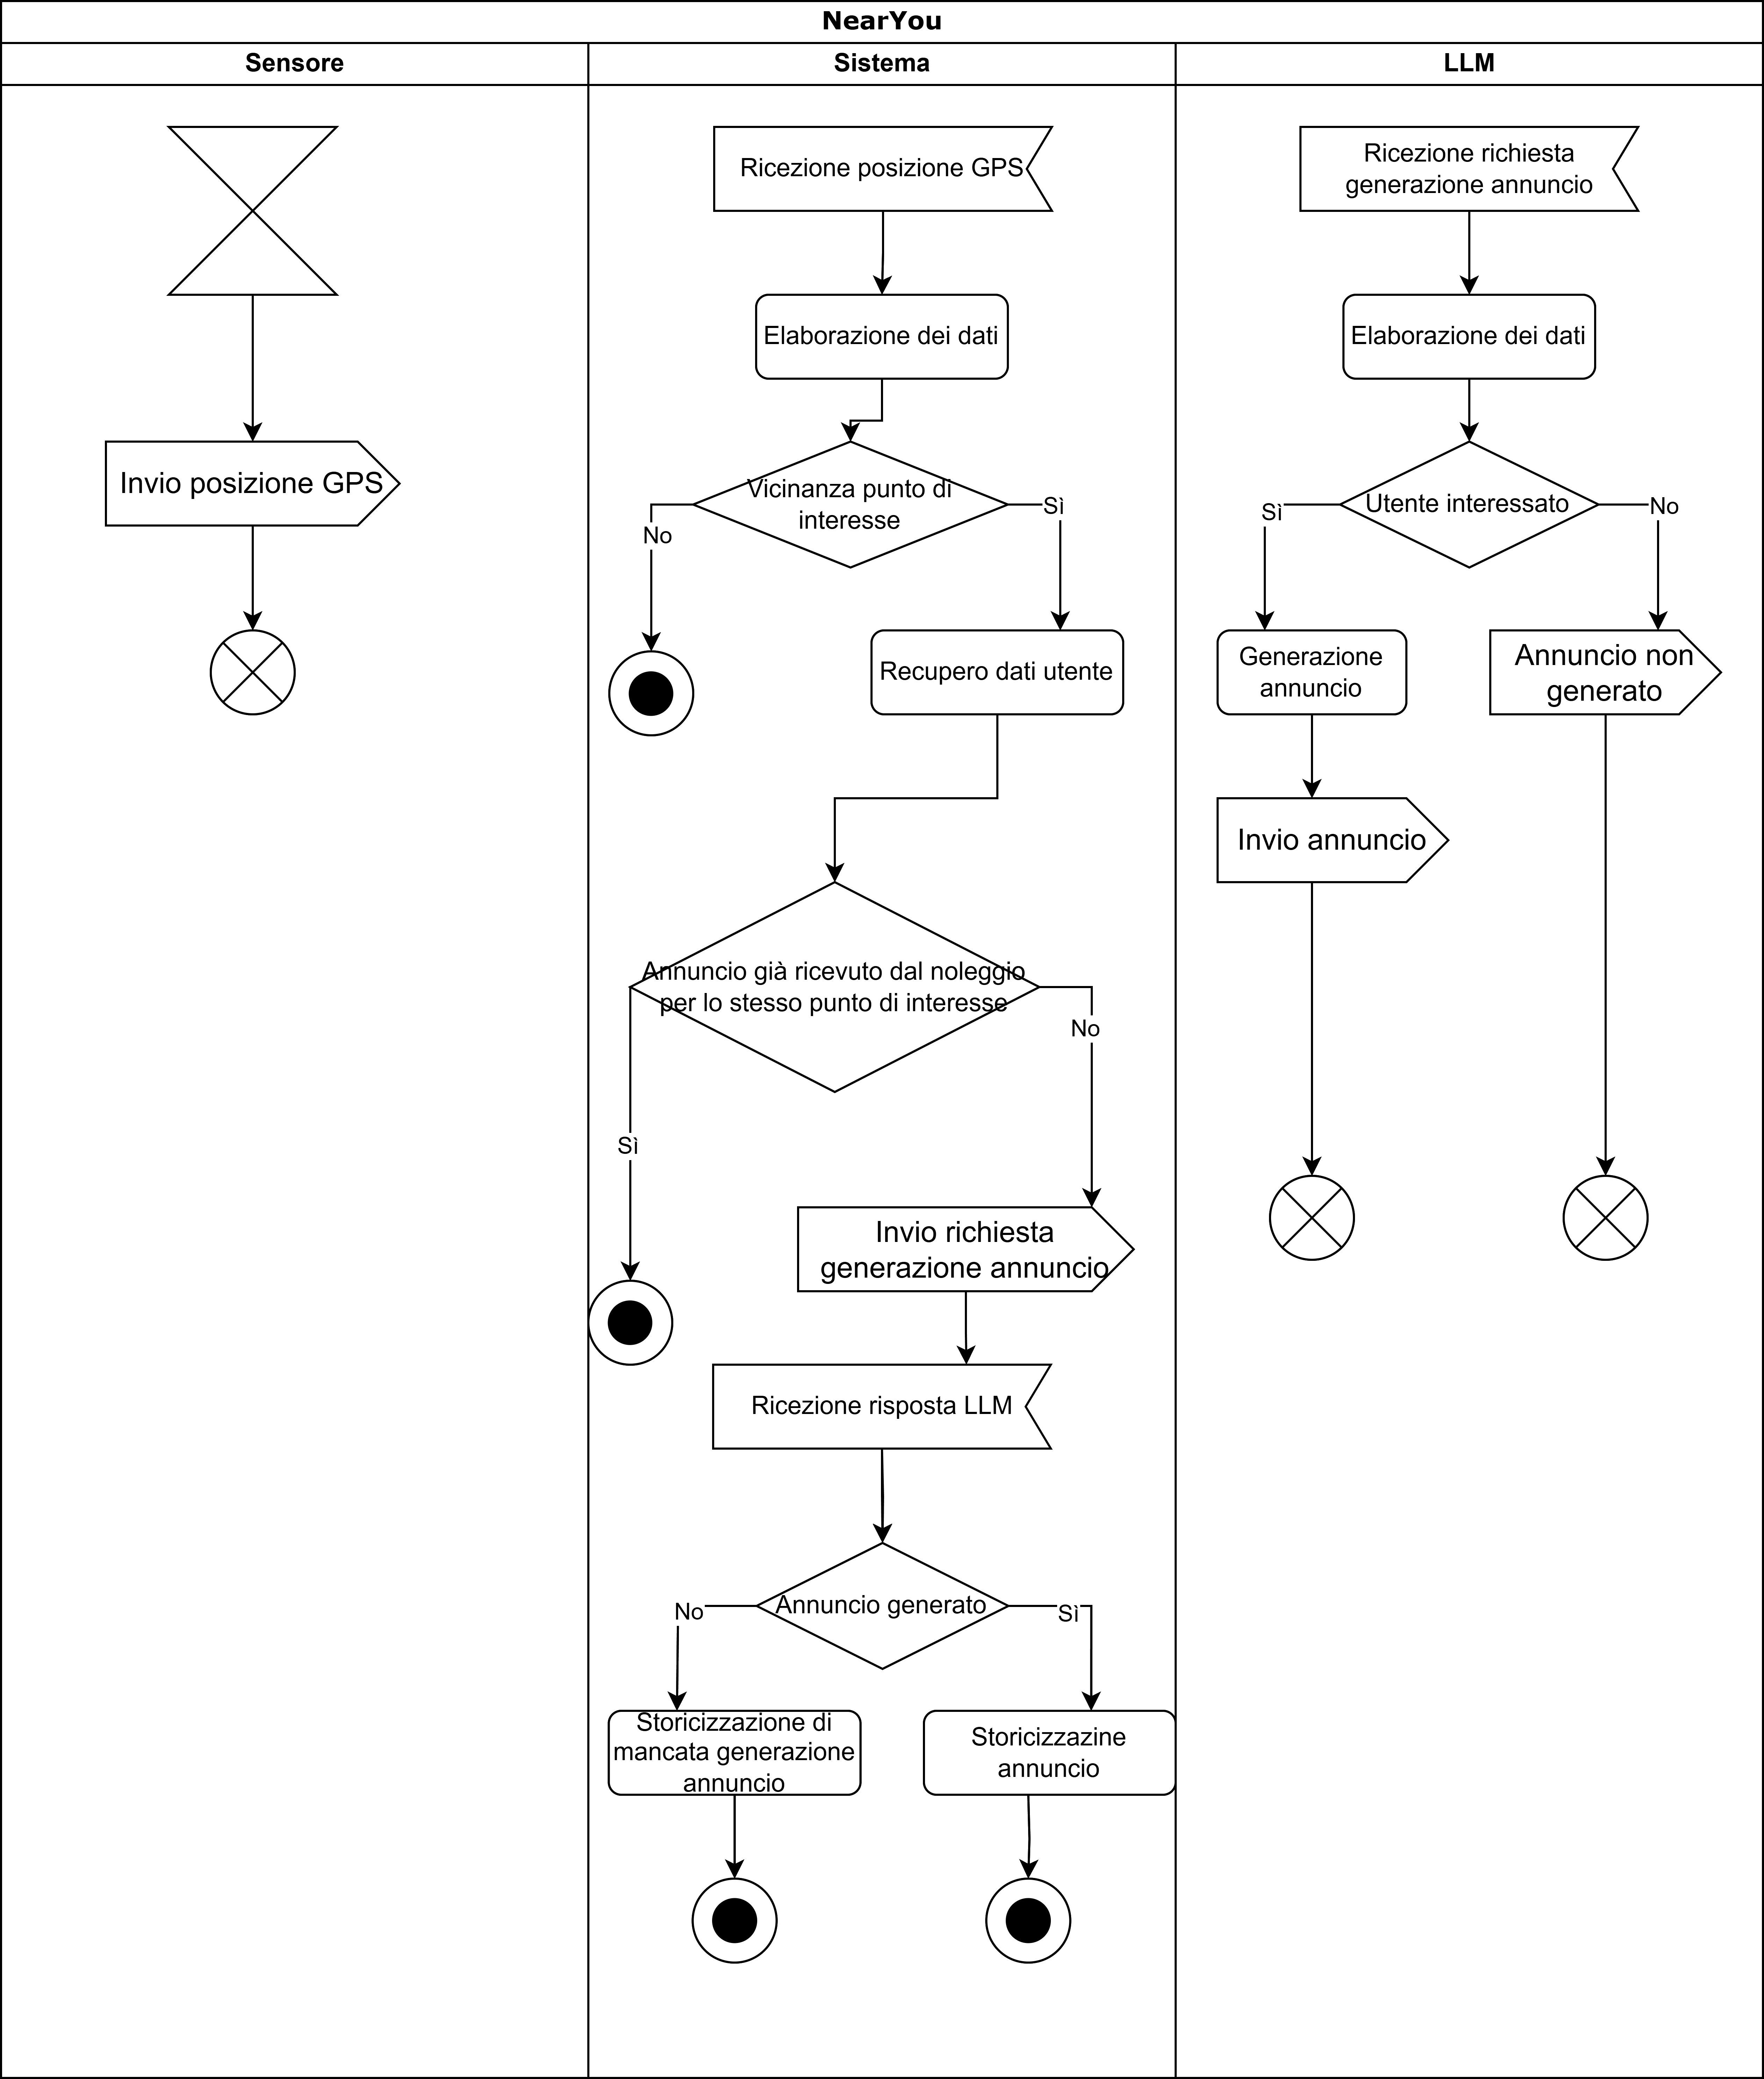 NearYou
Sensore
Sistema
LLM
Invio posizione GPS
Ricezione posizione GPS
Elaborazione dei dati
Vicinanza punto di
interesse
No
Sì
Recupero dati utente
Annuncio già ricevuto dal noleggio
per lo stesso punto di interesse
No
Sì
Invio richiesta
generazione annuncio
Ricezione risposta LLM
Annuncio generato
No
Sì
Storicizzazione di
mancata generazione
annuncio
Storicizzazine
annuncio
Ricezione richiesta
generazione annuncio
Elaborazione dei dati
Utente interessato
Sì
No
Generazione
annuncio
Annuncio non
generato
Invio annuncio